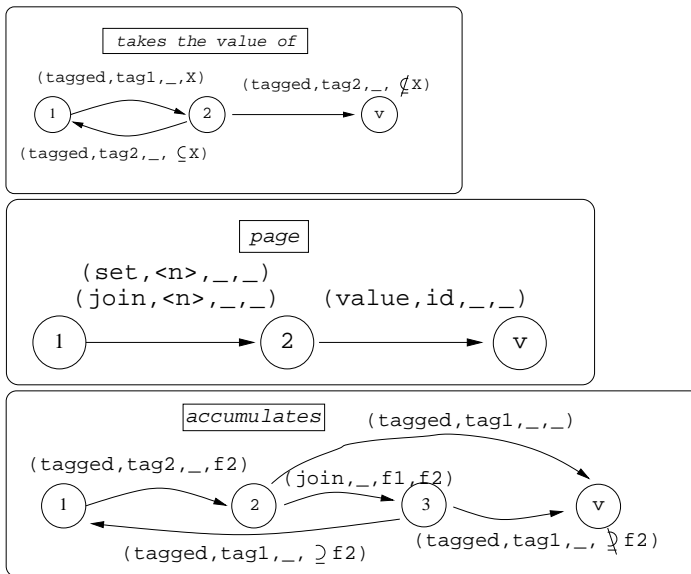 takes the value of
(tagged,tag1,_,X)
(tagged,tag2,_, ⊈X)
1
2
v
(tagged,tag2,_, ⊆X)
page
(set,<n>,_,_)
(join,<n>,_,_)
(value,id,_,_)
1
2
v
accumulates
(tagged,tag1,_,_)
(tagged,tag2,_,f2)
(join,_,f1,f2)
1
2
3
v
(tagged,tag1,_, ⊇ f2)
(tagged,tag1,_, ⊉ f2)